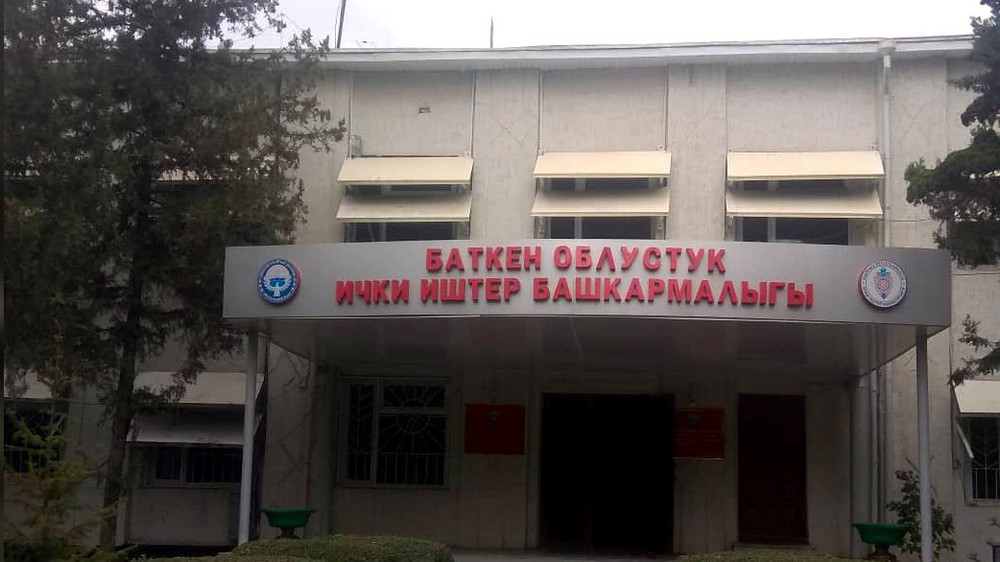 БАТКЕН ОБЛУСТУК
ИЧКИ ИШТЕР БАШКАРМАЛЫГЫ